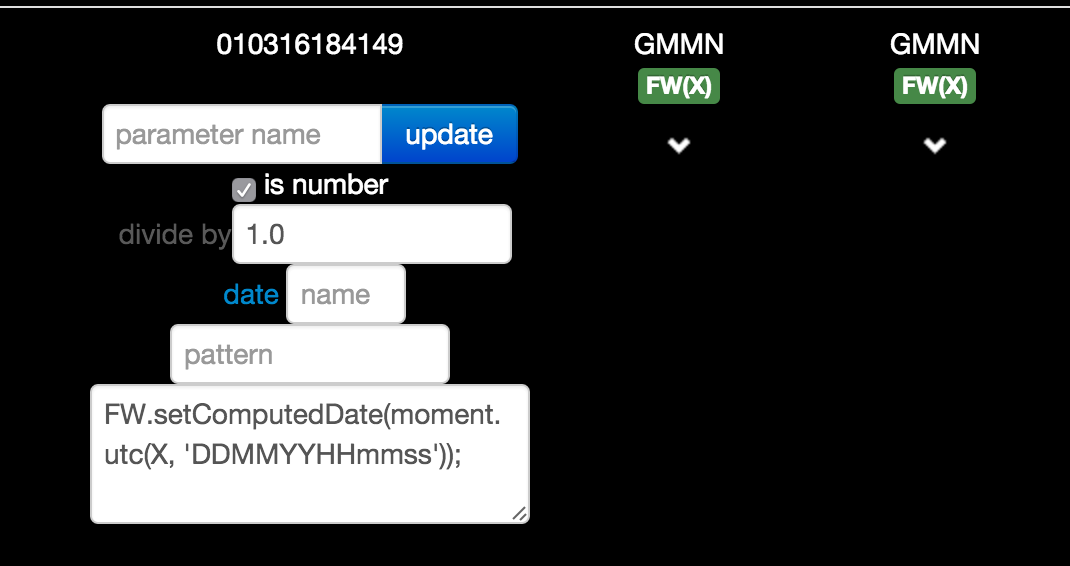 010316184149 GMMN GMMN
FW(X) FW(X)
parameter name update
is number
divide by 1.0
date name
pattern
FW.setComputedDate(moment.
utc(X, 'DDMMYYHHmmss'));